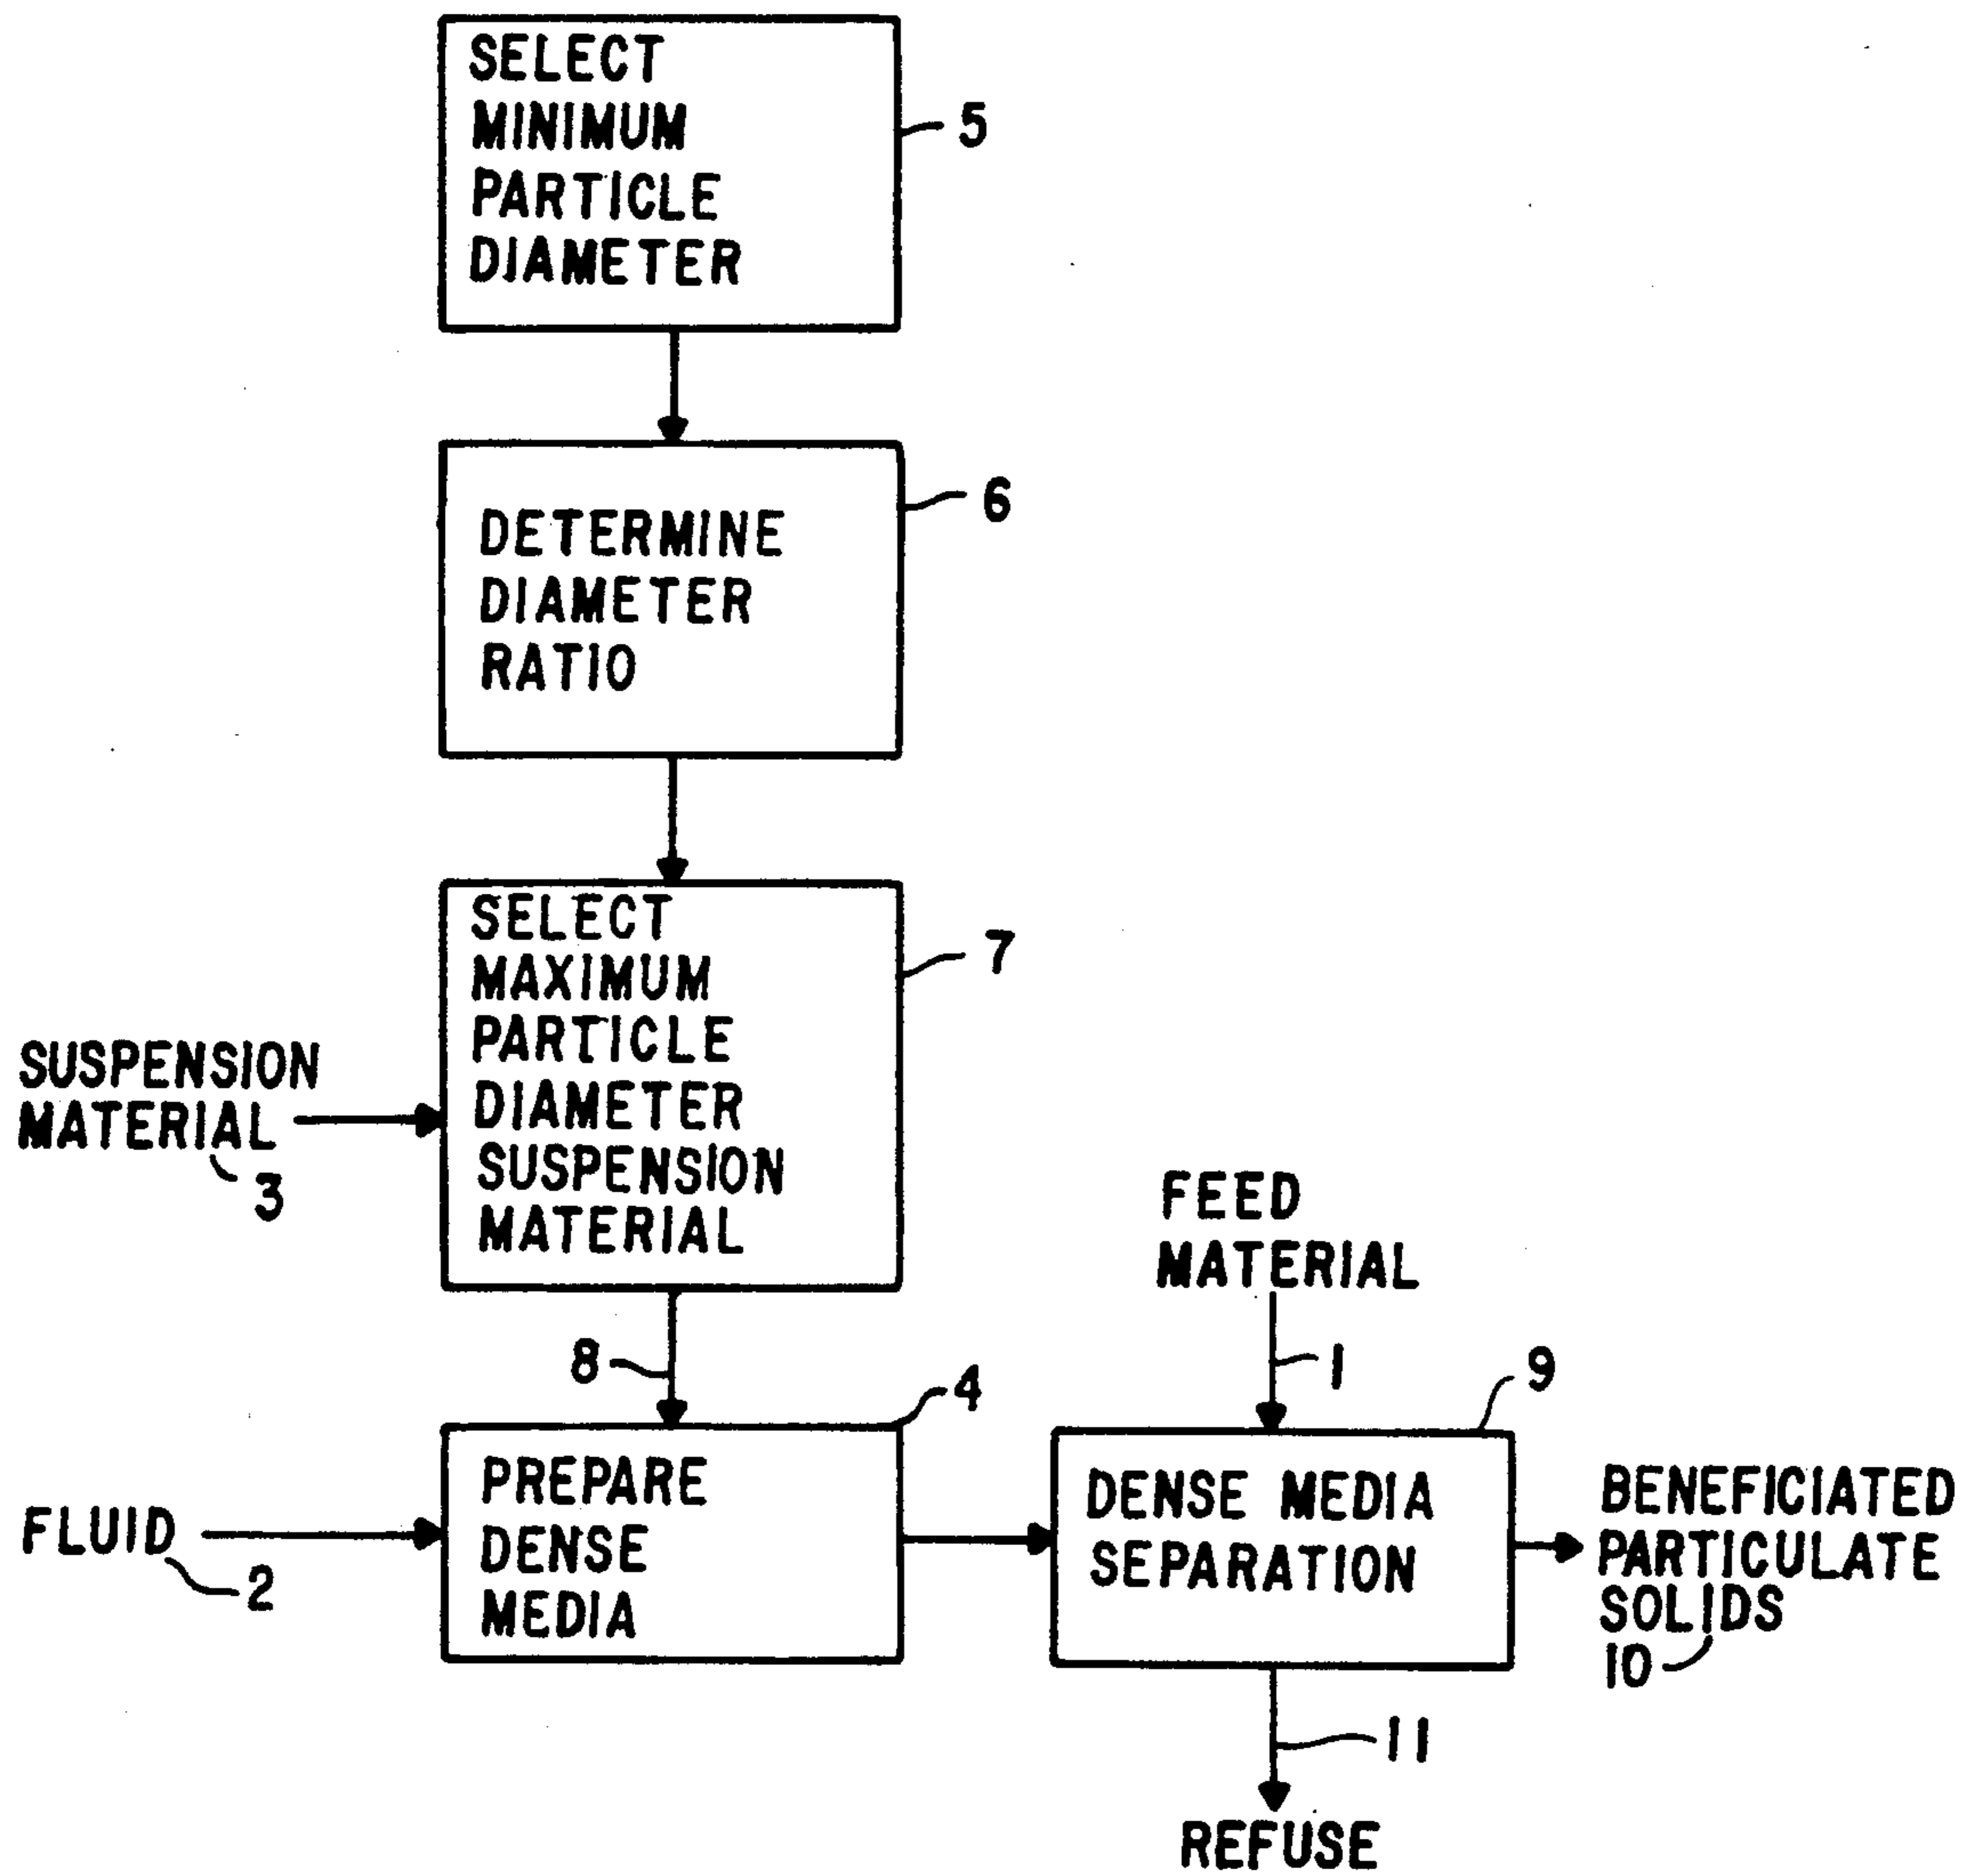 SELECT
MINIMUM
PARTICLE
DIAMETER
5
DETERMINE
DIAMETER
RATIO
6
SELECT
MAXIMUM
PARTICLE
DIAMETER
SUSPENSION
MATERIAL
7
SUSPENSION
MATERIAL
3
FEED
MATERIAL
8
4
1
9
FLUID
2
PREPARE
DENSE
MEDIA
DENSE MEDIA
SEPARATION
BENEFICIATED
PARTICULATE
SOLIDS
10
11
REFUSE